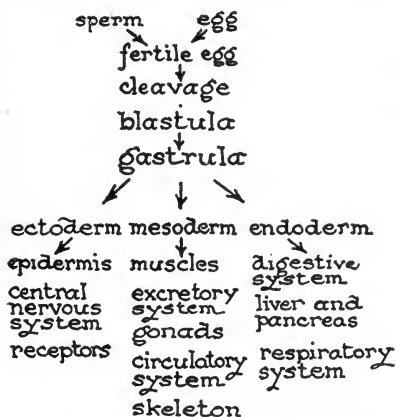 sperm egg
fertile egg
cleavage
blastula
gastrula
ectoderm mesoderm endoderm
epidermis
central
nervous
system
receptors
muscles
excretory
system
gonads
circulatory
system
skeleton
digestive
system
liver and
pancreas
respiratory
system